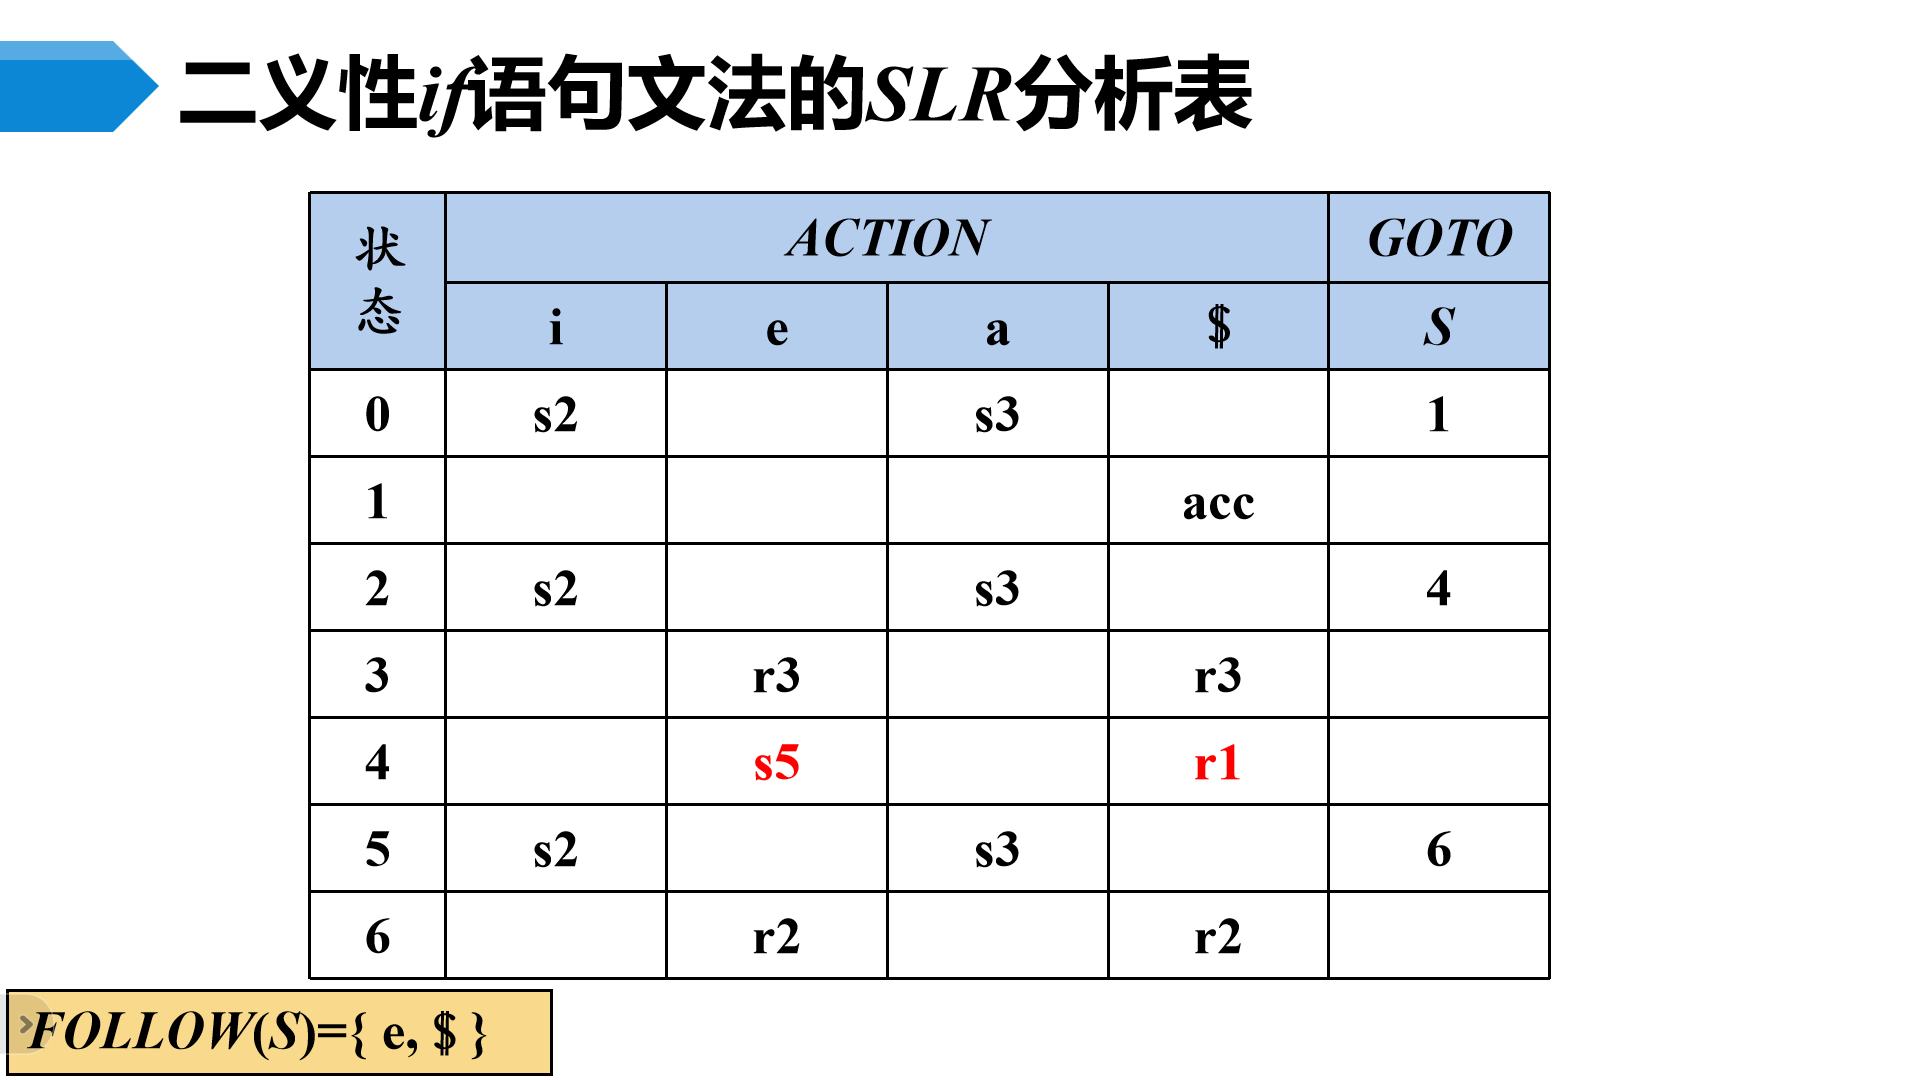 二义性if语句文法的SLR分析表
状态 ACTION GOTO
i e a $ S
0 s2 s3 1
1 acc
2 s2 s3 4
3 r3 r3
4 s5 r1
5 s2 s3 6
6 r2 r2
FOLLOW(S)={ e, $ }